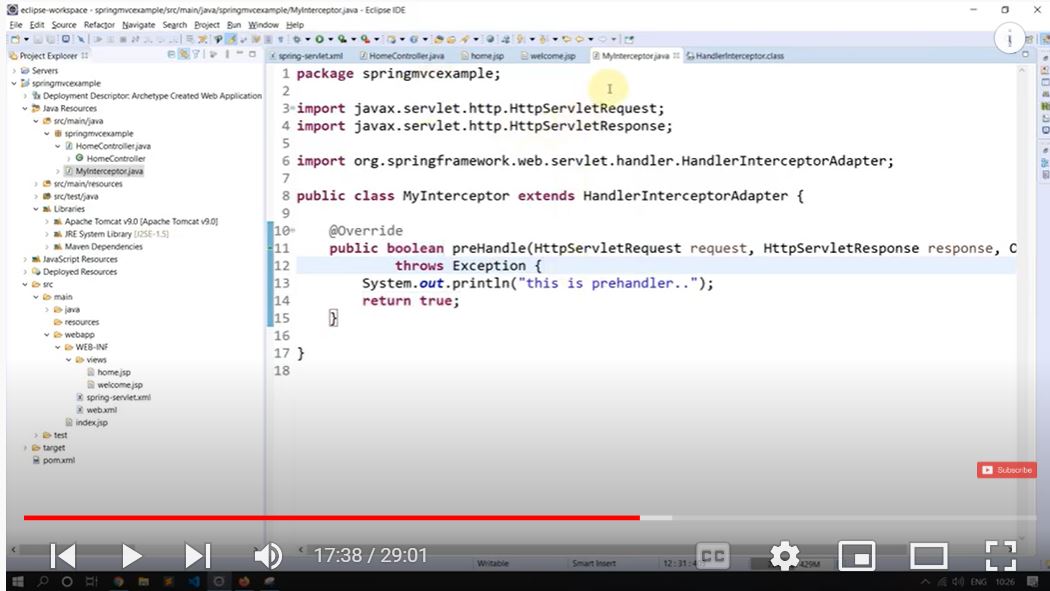 eclipse-workspace - springmvcexample/src/main/java/springmvcexample/MyInterceptor.java - Eclipse IDE
File Edit Source Refactor Navigate Search Project Run Window Help
Project Explorer
spring-servlet.xml HomeController.java home.jsp welcome.jsp MyInterceptor.java HandlerInterceptor.class
Servers
springmvcexample
Deployment Descriptor: Archetype Created Web Application
Java Resources
src/main/java
springmvcexample
HomeController.java
HomeController
MyInterceptor.java
src/main/resources
src/test/java
Libraries
Apache Tomcat v9.0 [Apache Tomcat v9.0]
JRE System Library [J2SE-1.5]
Maven Dependencies
JavaScript Resources
Deployed Resources
src
main
java
resources
webapp
WEB-INF
views
home.jsp
welcome.jsp
spring-servlet.xml
web.xml
index.jsp
test
target
pom.xml
1 package springmvcexample;
2
3 import javax.servlet.http.HttpServletRequest;
4 import javax.servlet.http.HttpServletResponse;
5
6 import org.springframework.web.servlet.handler.HandlerInterceptorAdapter;
7
8 public class MyInterceptor extends HandlerInterceptorAdapter {
9
10 @Override
11 public boolean preHandle(HttpServletRequest request, HttpServletResponse response, O
12 throws Exception {
13 System.out.println("this is prehandler..");
14 return true;
15 }
16
17 }
18
Subscribe
17:38 / 29:01
CC
Writable Smart Insert
ENG 10:26